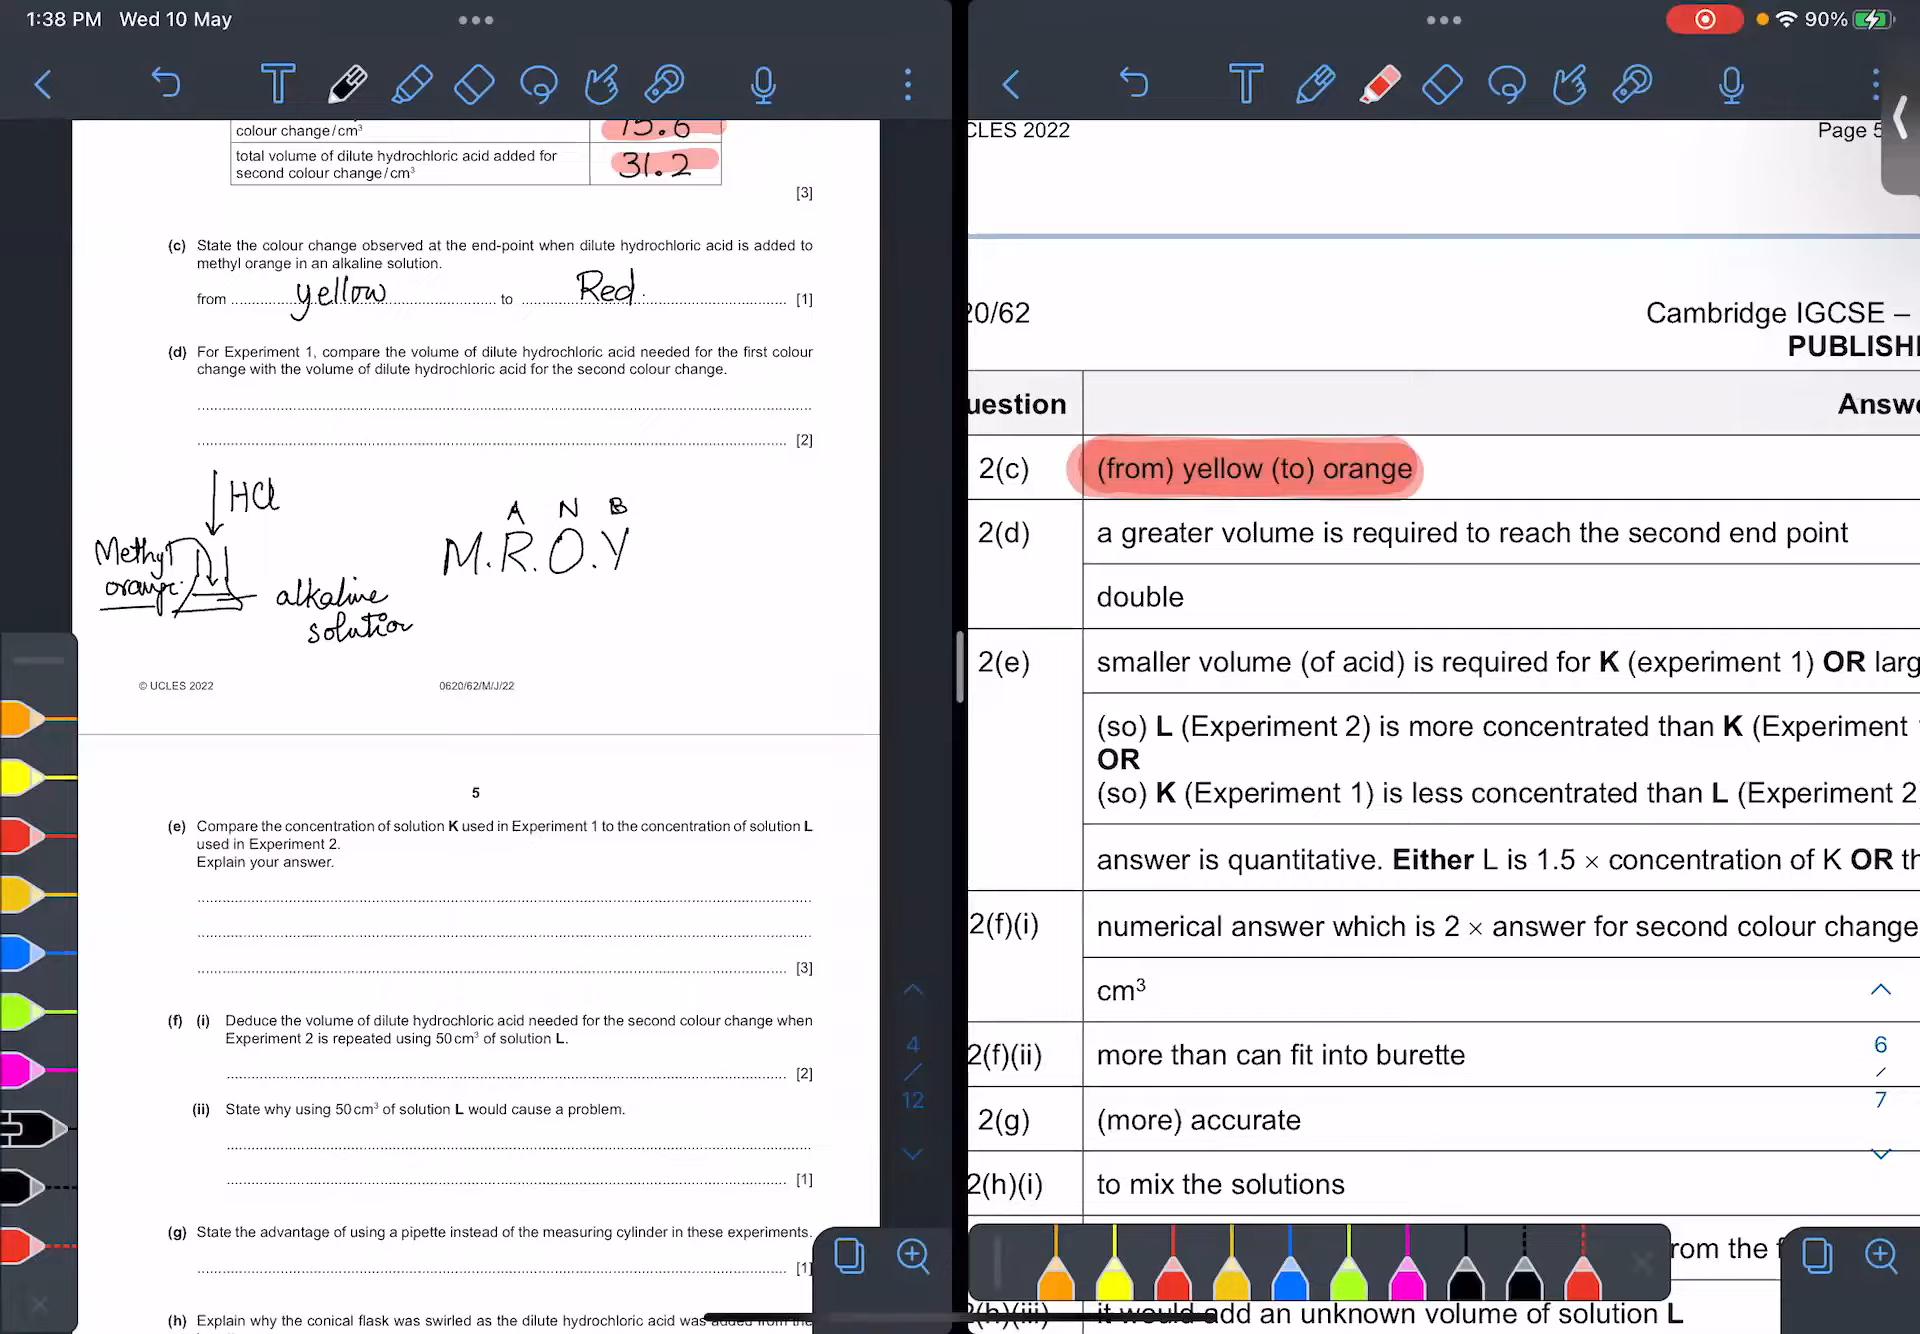 1:38 PM Wed 10 May
90%
colour change/cm³
15.6
total volume of dilute hydrochloric acid added for
second colour change/cm³
31.2
[3]
(c) State the colour change observed at the end-point when dilute hydrochloric acid is added to
methyl orange in an alkaline solution.
from yellow to Red. [1]
(d) For Experiment 1, compare the volume of dilute hydrochloric acid needed for the first colour
change with the volume of dilute hydrochloric acid for the second colour change.
[2]
HCl
A N B
M.R.O.Y
Methyl
orange
alkaline
solution
© UCLES 2022 0620/62/M/J/22
5
(e) Compare the concentration of solution K used in Experiment 1 to the concentration of solution L
used in Experiment 2.
Explain your answer.
[3]
(f) (i) Deduce the volume of dilute hydrochloric acid needed for the second colour change when
Experiment 2 is repeated using 50 cm³ of solution L.
[2]
(ii) State why using 50 cm³ of solution L would cause a problem.
[1]
(g) State the advantage of using a pipette instead of the measuring cylinder in these experiments.
[1]
(h) Explain why the conical flask was swirled as the dilute hydrochloric acid was
4
/
12
CLES 2022 Page 5
20/62 Cambridge IGCSE –
PUBLISH
uestion Answe
2(c) (from) yellow (to) orange
2(d) a greater volume is required to reach the second end point
double
2(e) smaller volume (of acid) is required for K (experiment 1) OR larg
(so) L (Experiment 2) is more concentrated than K (Experiment
OR
(so) K (Experiment 1) is less concentrated than L (Experiment 2
answer is quantitative. Either L is 1.5 × concentration of K OR th
2(f)(i) numerical answer which is 2 × answer for second colour change
cm³
2(f)(ii) more than can fit into burette
2(g) (more) accurate
2(h)(i) to mix the solutions
rom the
2(h)(iii) it would add an unknown volume of solution L
6
/
7